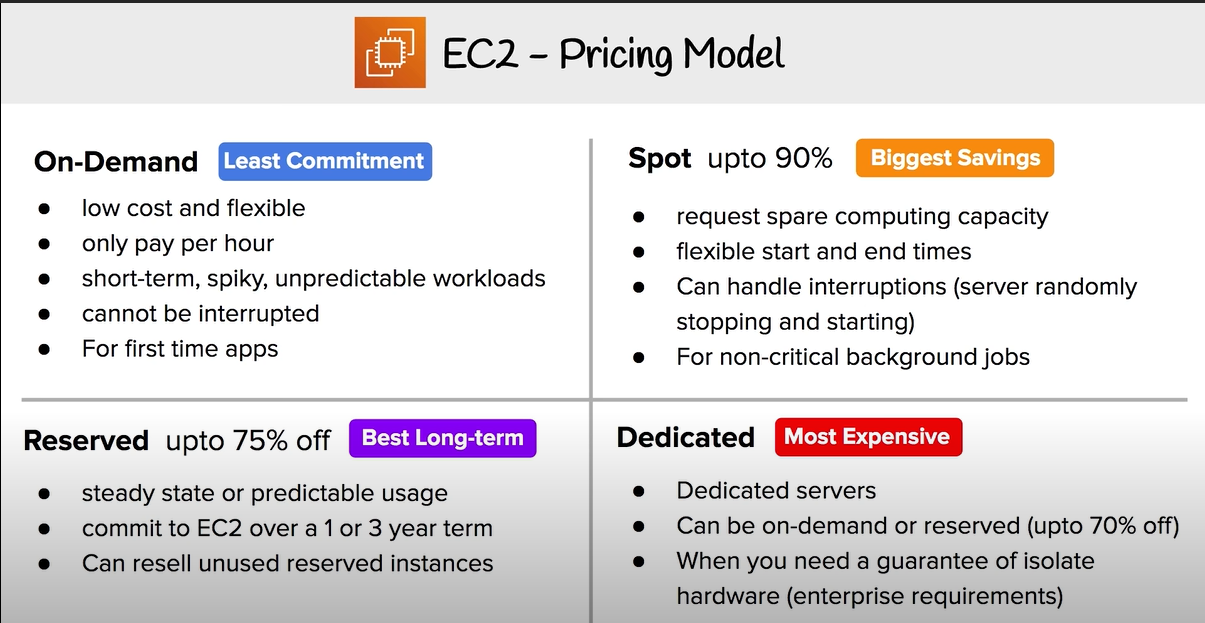 EC2 – Pricing Model
On-Demand Least Commitment
low cost and flexible
only pay per hour
short-term, spiky, unpredictable workloads
cannot be interrupted
For first time apps
Spot upto 90% Biggest Savings
request spare computing capacity
flexible start and end times
Can handle interruptions (server randomly
stopping and starting)
For non-critical background jobs
Reserved upto 75% off Best Long-term
steady state or predictable usage
commit to EC2 over a 1 or 3 year term
Can resell unused reserved instances
Dedicated Most Expensive
Dedicated servers
Can be on-demand or reserved (upto 70% off)
When you need a guarantee of isolate
hardware (enterprise requirements)